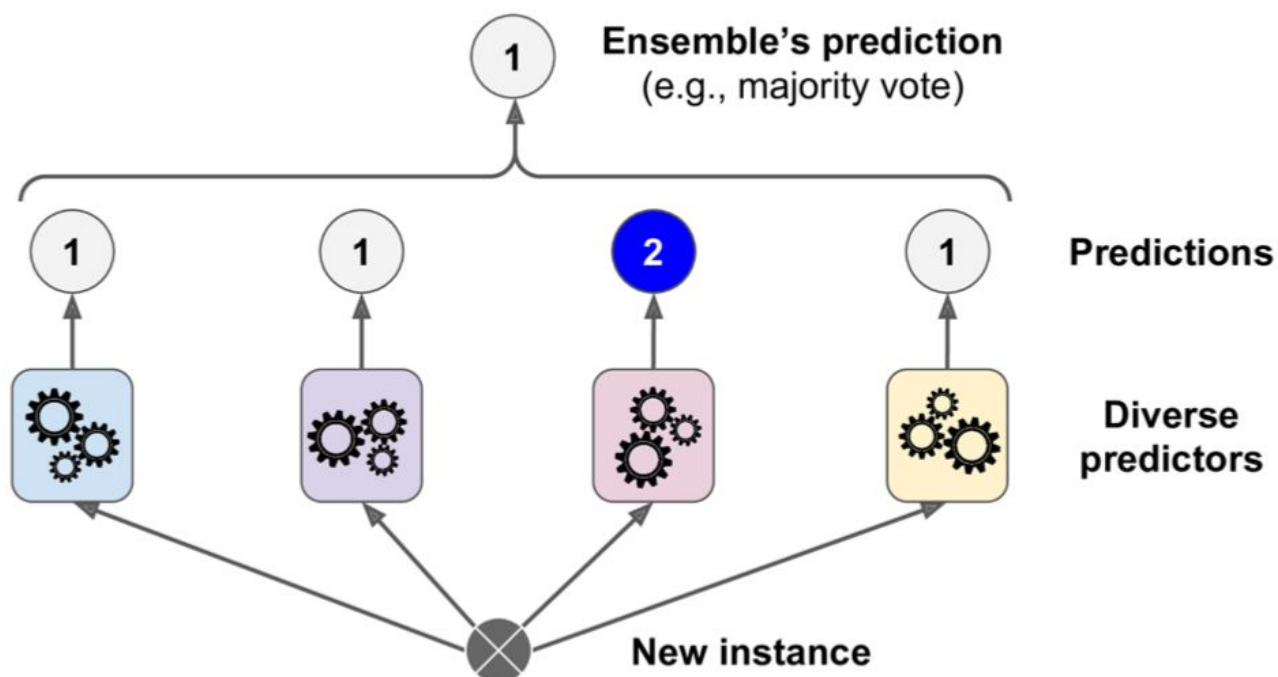 1
Ensemble's prediction
(e.g., majority vote)
1 1 2 1
Predictions
Diverse
predictors
New instance